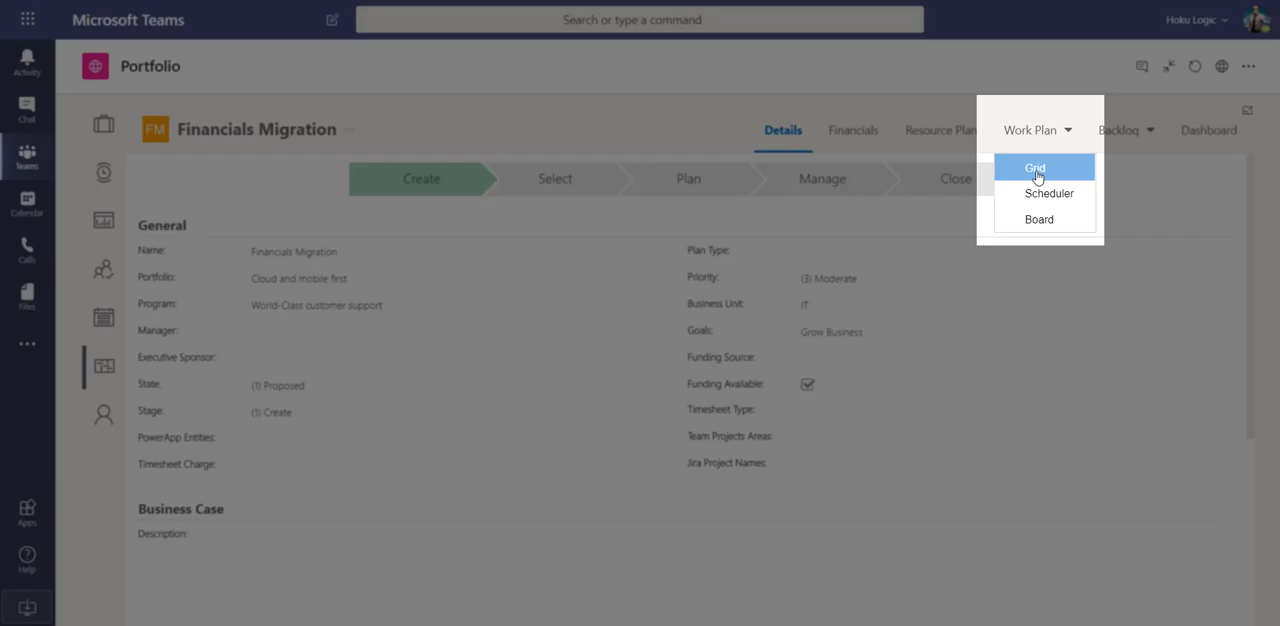 Microsoft Teams
Search or type a command
Hoku Logic
Activity
Chat
Teams
Calendar
Calls
Files
Apps
Help
Portfolio
FM Financials Migration
Details Financials Resource Plan Work Plan Backlog Dashboard
Grid
Scheduler
Board
Create Select Plan Manage Close
General
Name: Financials Migration
Portfolio: Cloud and mobile first
Program: World-Class customer support
Manager:
Executive Sponsor:
State: (1) Proposed
Stage: (1) Create
PowerApp Entities:
Timesheet Charge:
Plan Type:
Priority: (3) Moderate
Business Unit: IT
Goals: Grow Business
Funding Source:
Funding Available:
Timesheet Type:
Team Projects Areas:
Jira Project Names:
Business Case
Description: